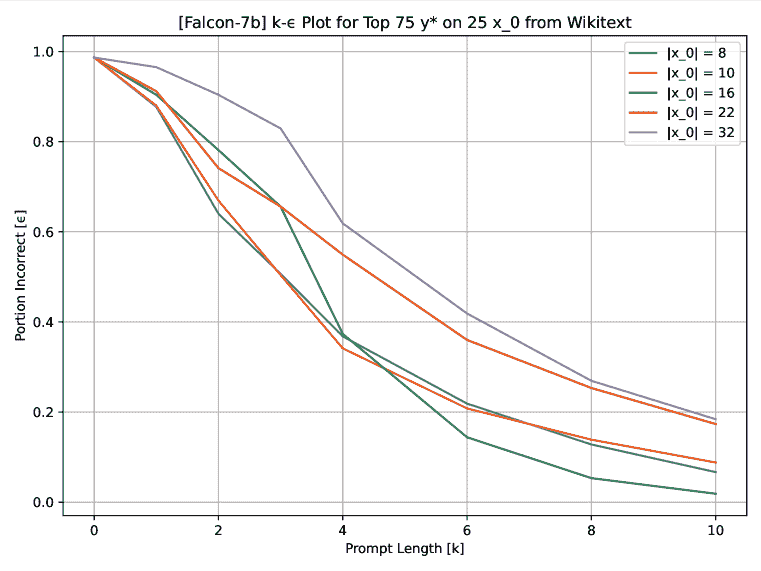 [Falcon-7b] k-ϵ Plot for Top 75 y* on 25 x_0 from Wikitext
|x_0| = 8
|x_0| = 10
|x_0| = 16
|x_0| = 22
|x_0| = 32
Portion Incorrect [ϵ]
1.0
0.8
0.6
0.4
0.2
0.0
0 2 4 6 8 10
Prompt Length [k]